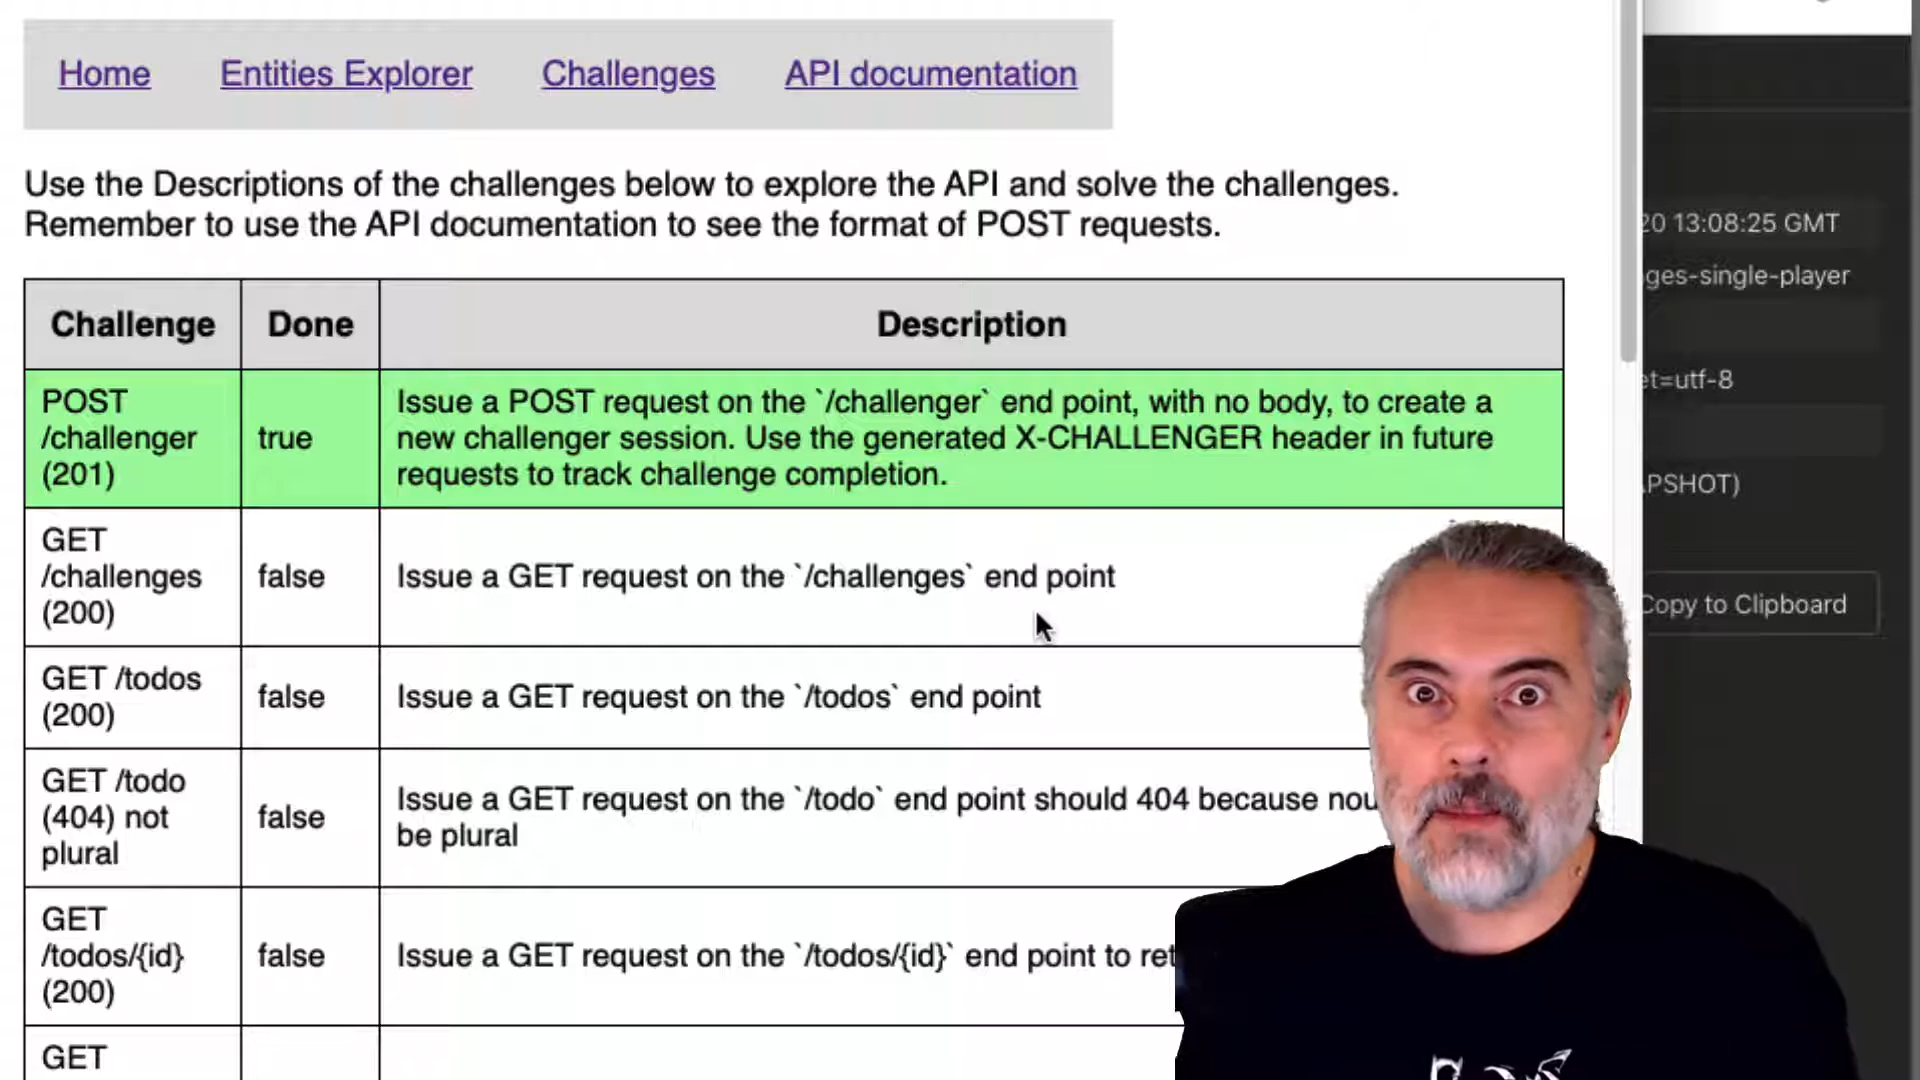 Home Entities Explorer Challenges API documentation
Use the Descriptions of the challenges below to explore the API and solve the challenges.
Remember to use the API documentation to see the format of POST requests.
Challenge Done Description
POST
/challenger
(201)
true
Issue a POST request on the `/challenger` end point, with no body, to create a
new challenger session. Use the generated X-CHALLENGER header in future
requests to track challenge completion.
GET
/challenges
(200)
false
Issue a GET request on the `/challenges` end point
GET /todos
(200)
false
Issue a GET request on the `/todos` end point
GET /todo
(404) not
plural
false
Issue a GET request on the `/todo` end point should 404 because nou
be plural
GET
/todos/{id}
(200)
false
Issue a GET request on the `/todos/{id}` end point to ret
GET
20 13:08:25 GMT
ges-single-player
et=utf-8
APSHOT)
Copy to Clipboard